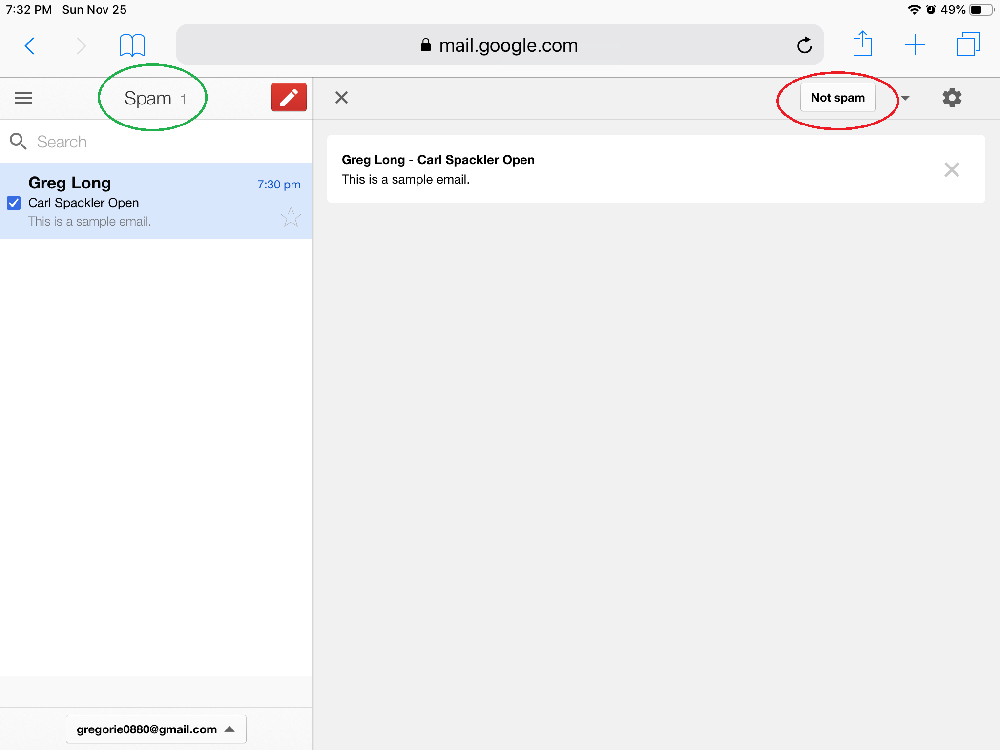 7:32 PM Sun Nov 25
49%
mail.google.com
Spam 1
Not spam
Search
Greg Long
7:30 pm
Carl Spackler Open
This is a sample email.
Greg Long - Carl Spackler Open
This is a sample email.
gregorie0880@gmail.com